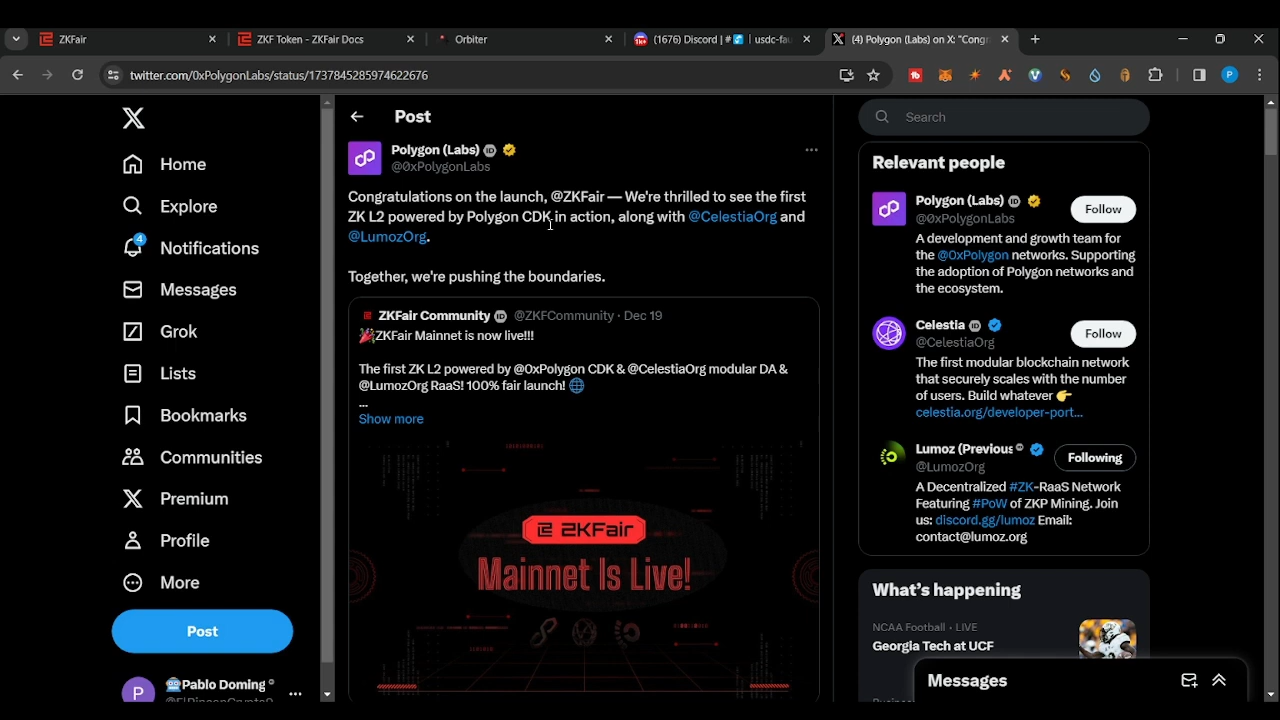 ZKFair
ZKF Token - ZKFair Docs
Orbiter
(1676) Discord | # | usdc-fau
(4) Polygon (Labs) on X: "Congr
twitter.com/0xPolygonLabs/status/1737845285974622676
Home
Explore
4
Notifications
Messages
Grok
Lists
Bookmarks
Communities
Premium
Profile
More
Post
P
Pablo Doming
Post
Polygon (Labs)
@0xPolygonLabs
Congratulations on the launch, @ZKFair — We're thrilled to see the first
ZK L2 powered by Polygon CDK in action, along with @CelestiaOrg and
@LumozOrg.
Together, we're pushing the boundaries.
ZKFair Community @ZKFCommunity · Dec 19
🎉ZKFair Mainnet is now live!!!
The first ZK L2 powered by @0xPolygon CDK & @CelestiaOrg modular DA &
@LumozOrg RaaS! 100% fair launch! 🌐
...
Show more
ZKFair
Mainnet Is Live!
Search
Relevant people
Polygon (Labs)
@0xPolygonLabs
Follow
A development and growth team for
the @0xPolygon networks. Supporting
the adoption of Polygon networks and
the ecosystem.
Celestia
@CelestiaOrg
Follow
The first modular blockchain network
that securely scales with the number
of users. Build whatever 👉
celestia.org/developer-port...
Lumoz (Previous
@LumozOrg
Following
A Decentralized #ZK-RaaS Network
Featuring #PoW of ZKP Mining. Join
us: discord.gg/lumoz Email:
contact@lumoz.org
What's happening
NCAA Football · LIVE
Georgia Tech at UCF
Messages